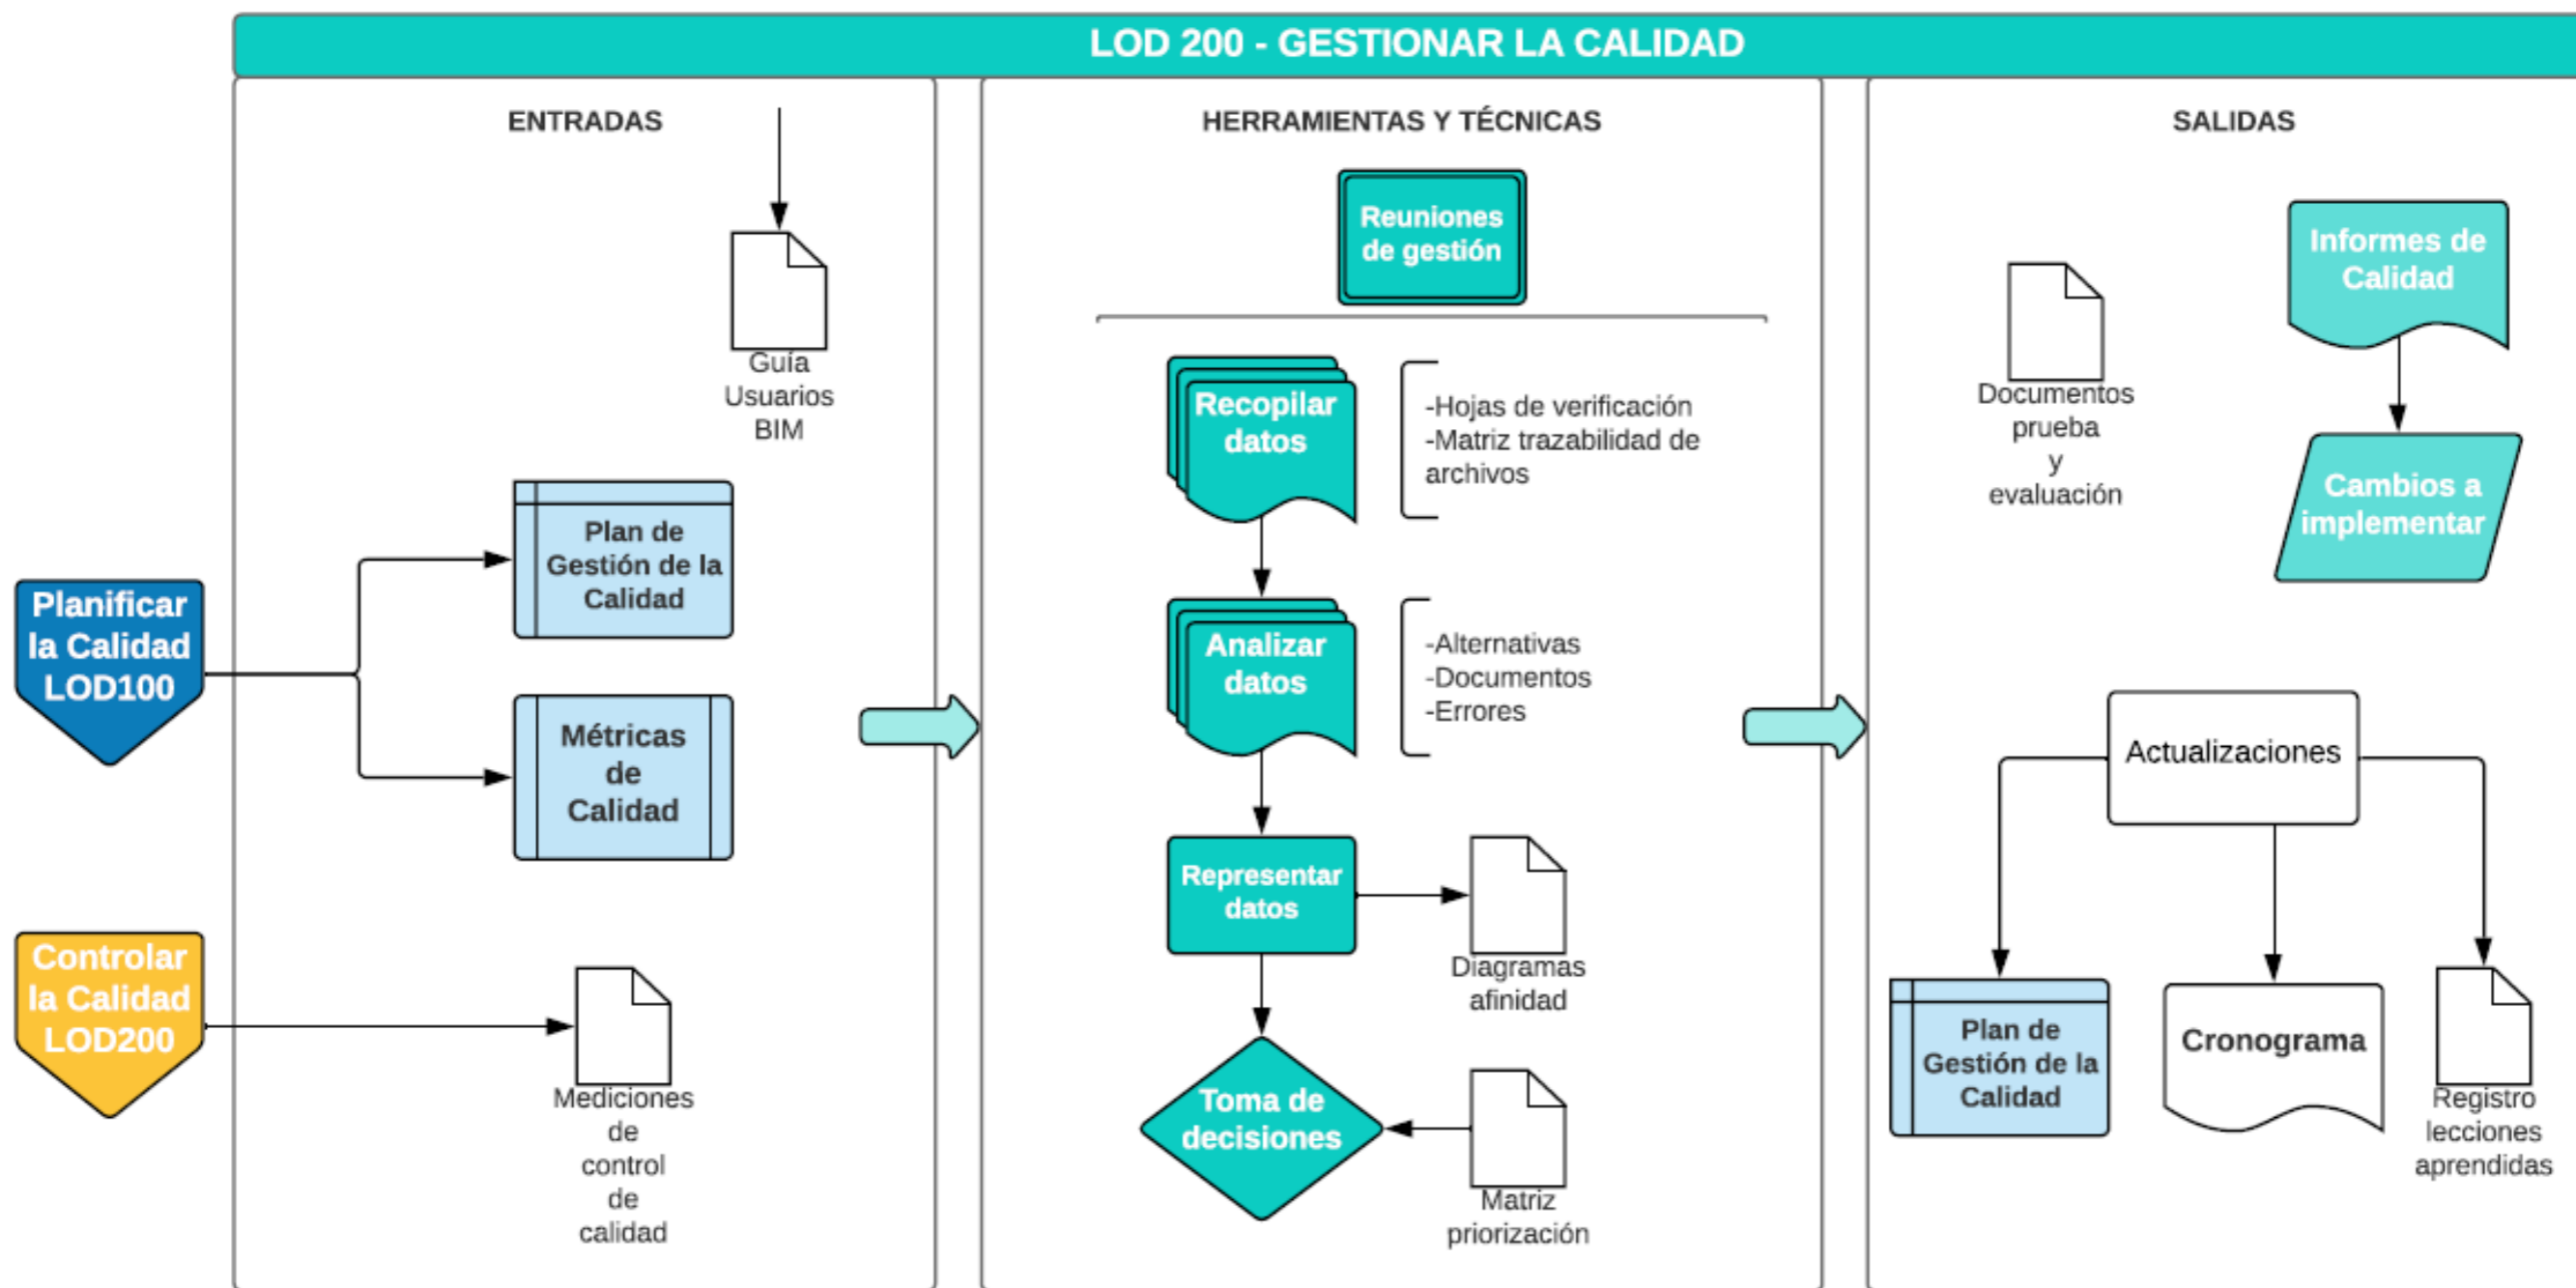 LOD 200 - GESTIONAR LA CALIDAD
ENTRADAS
Guía
Usuarios
BIM
Plan de
Gestión de la
Calidad
Planificar
la Calidad
LOD100
Métricas
de
Calidad
Controlar
la Calidad
LOD200
Mediciones
de
control
de
calidad
HERRAMIENTAS Y TÉCNICAS
Reuniones
de gestión
Recopilar
datos
-Hojas de verificación
-Matriz trazabilidad de
archivos
Analizar
datos
-Alternativas
-Documentos
-Errores
Representar
datos
Diagramas
afinidad
Toma de
decisiones
Matriz
priorización
SALIDAS
Informes de
Calidad
Documentos
prueba
y
evaluación
Cambios a
implementar
Actualizaciones
Plan de
Gestión de la
Calidad
Cronograma
Registro
lecciones
aprendidas